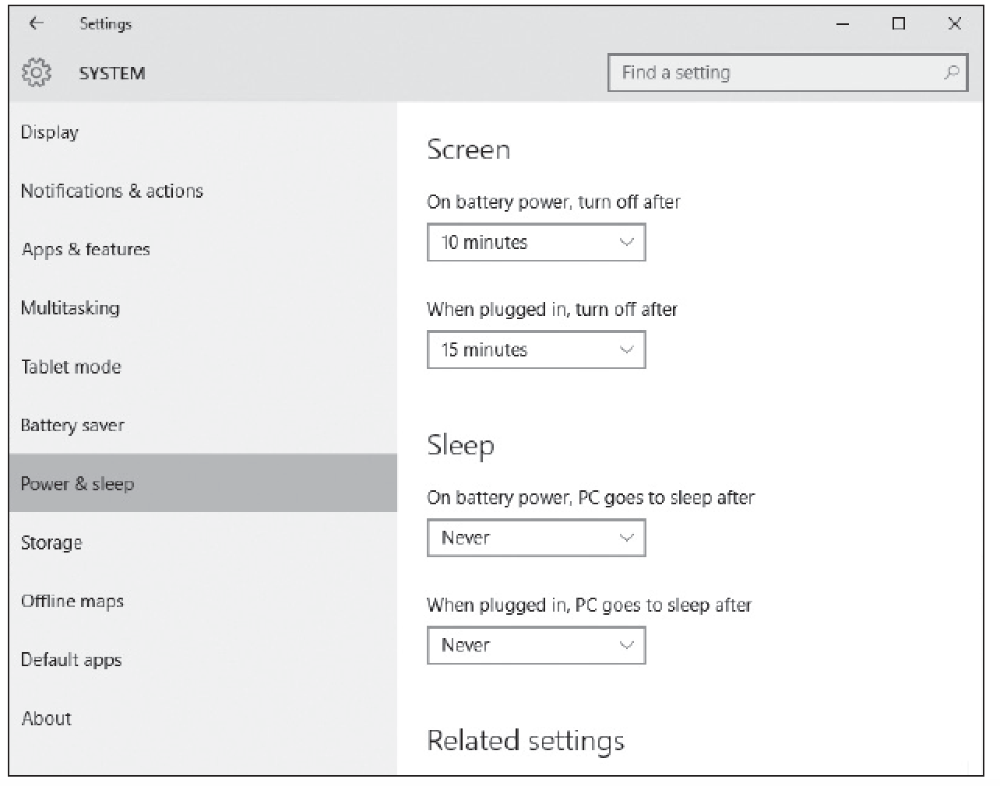 Settings
SYSTEM
Find a setting
Display
Notifications & actions
Apps & features
Multitasking
Tablet mode
Battery saver
Power & sleep
Storage
Offline maps
Default apps
About
Screen
On battery power, turn off after
10 minutes
When plugged in, turn off after
15 minutes
Sleep
On battery power, PC goes to sleep after
Never
When plugged in, PC goes to sleep after
Never
Related settings